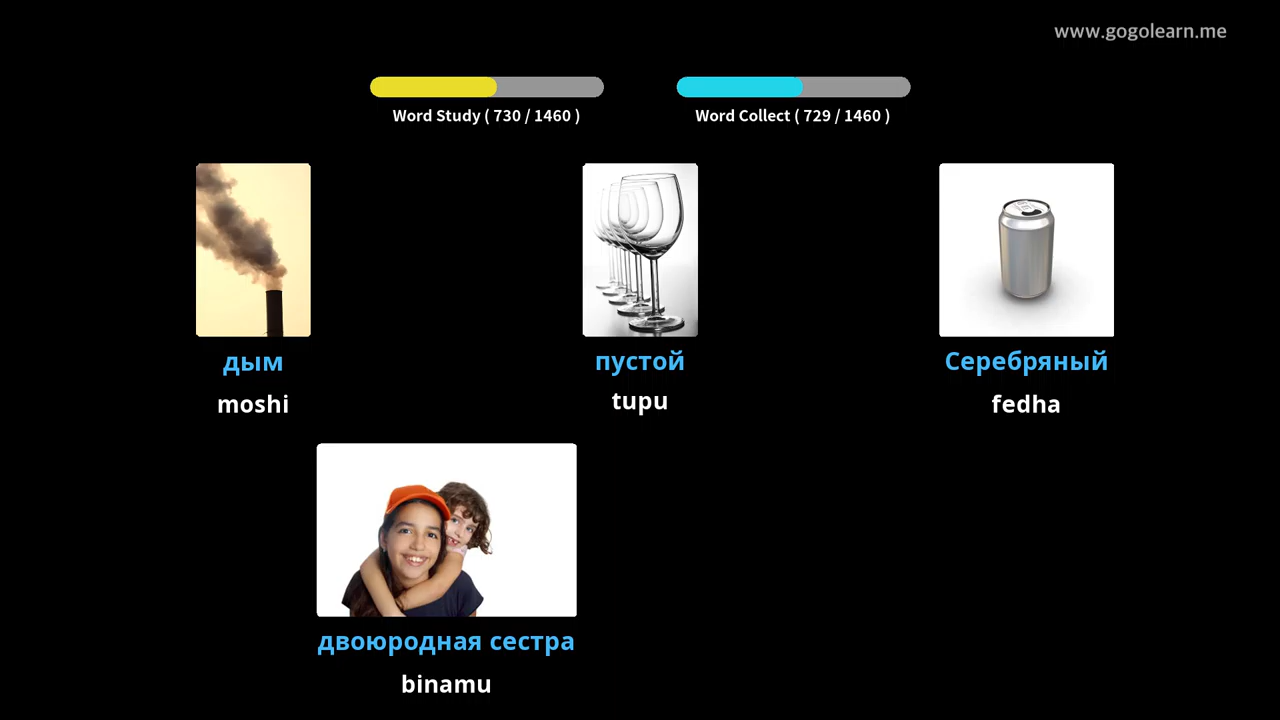 www.gogolearn.me
Word Study ( 730 / 1460 )
Word Collect ( 729 / 1460 )
дым
пустой
Серебряный
moshi
tupu
fedha
двоюродная сестра
binamu